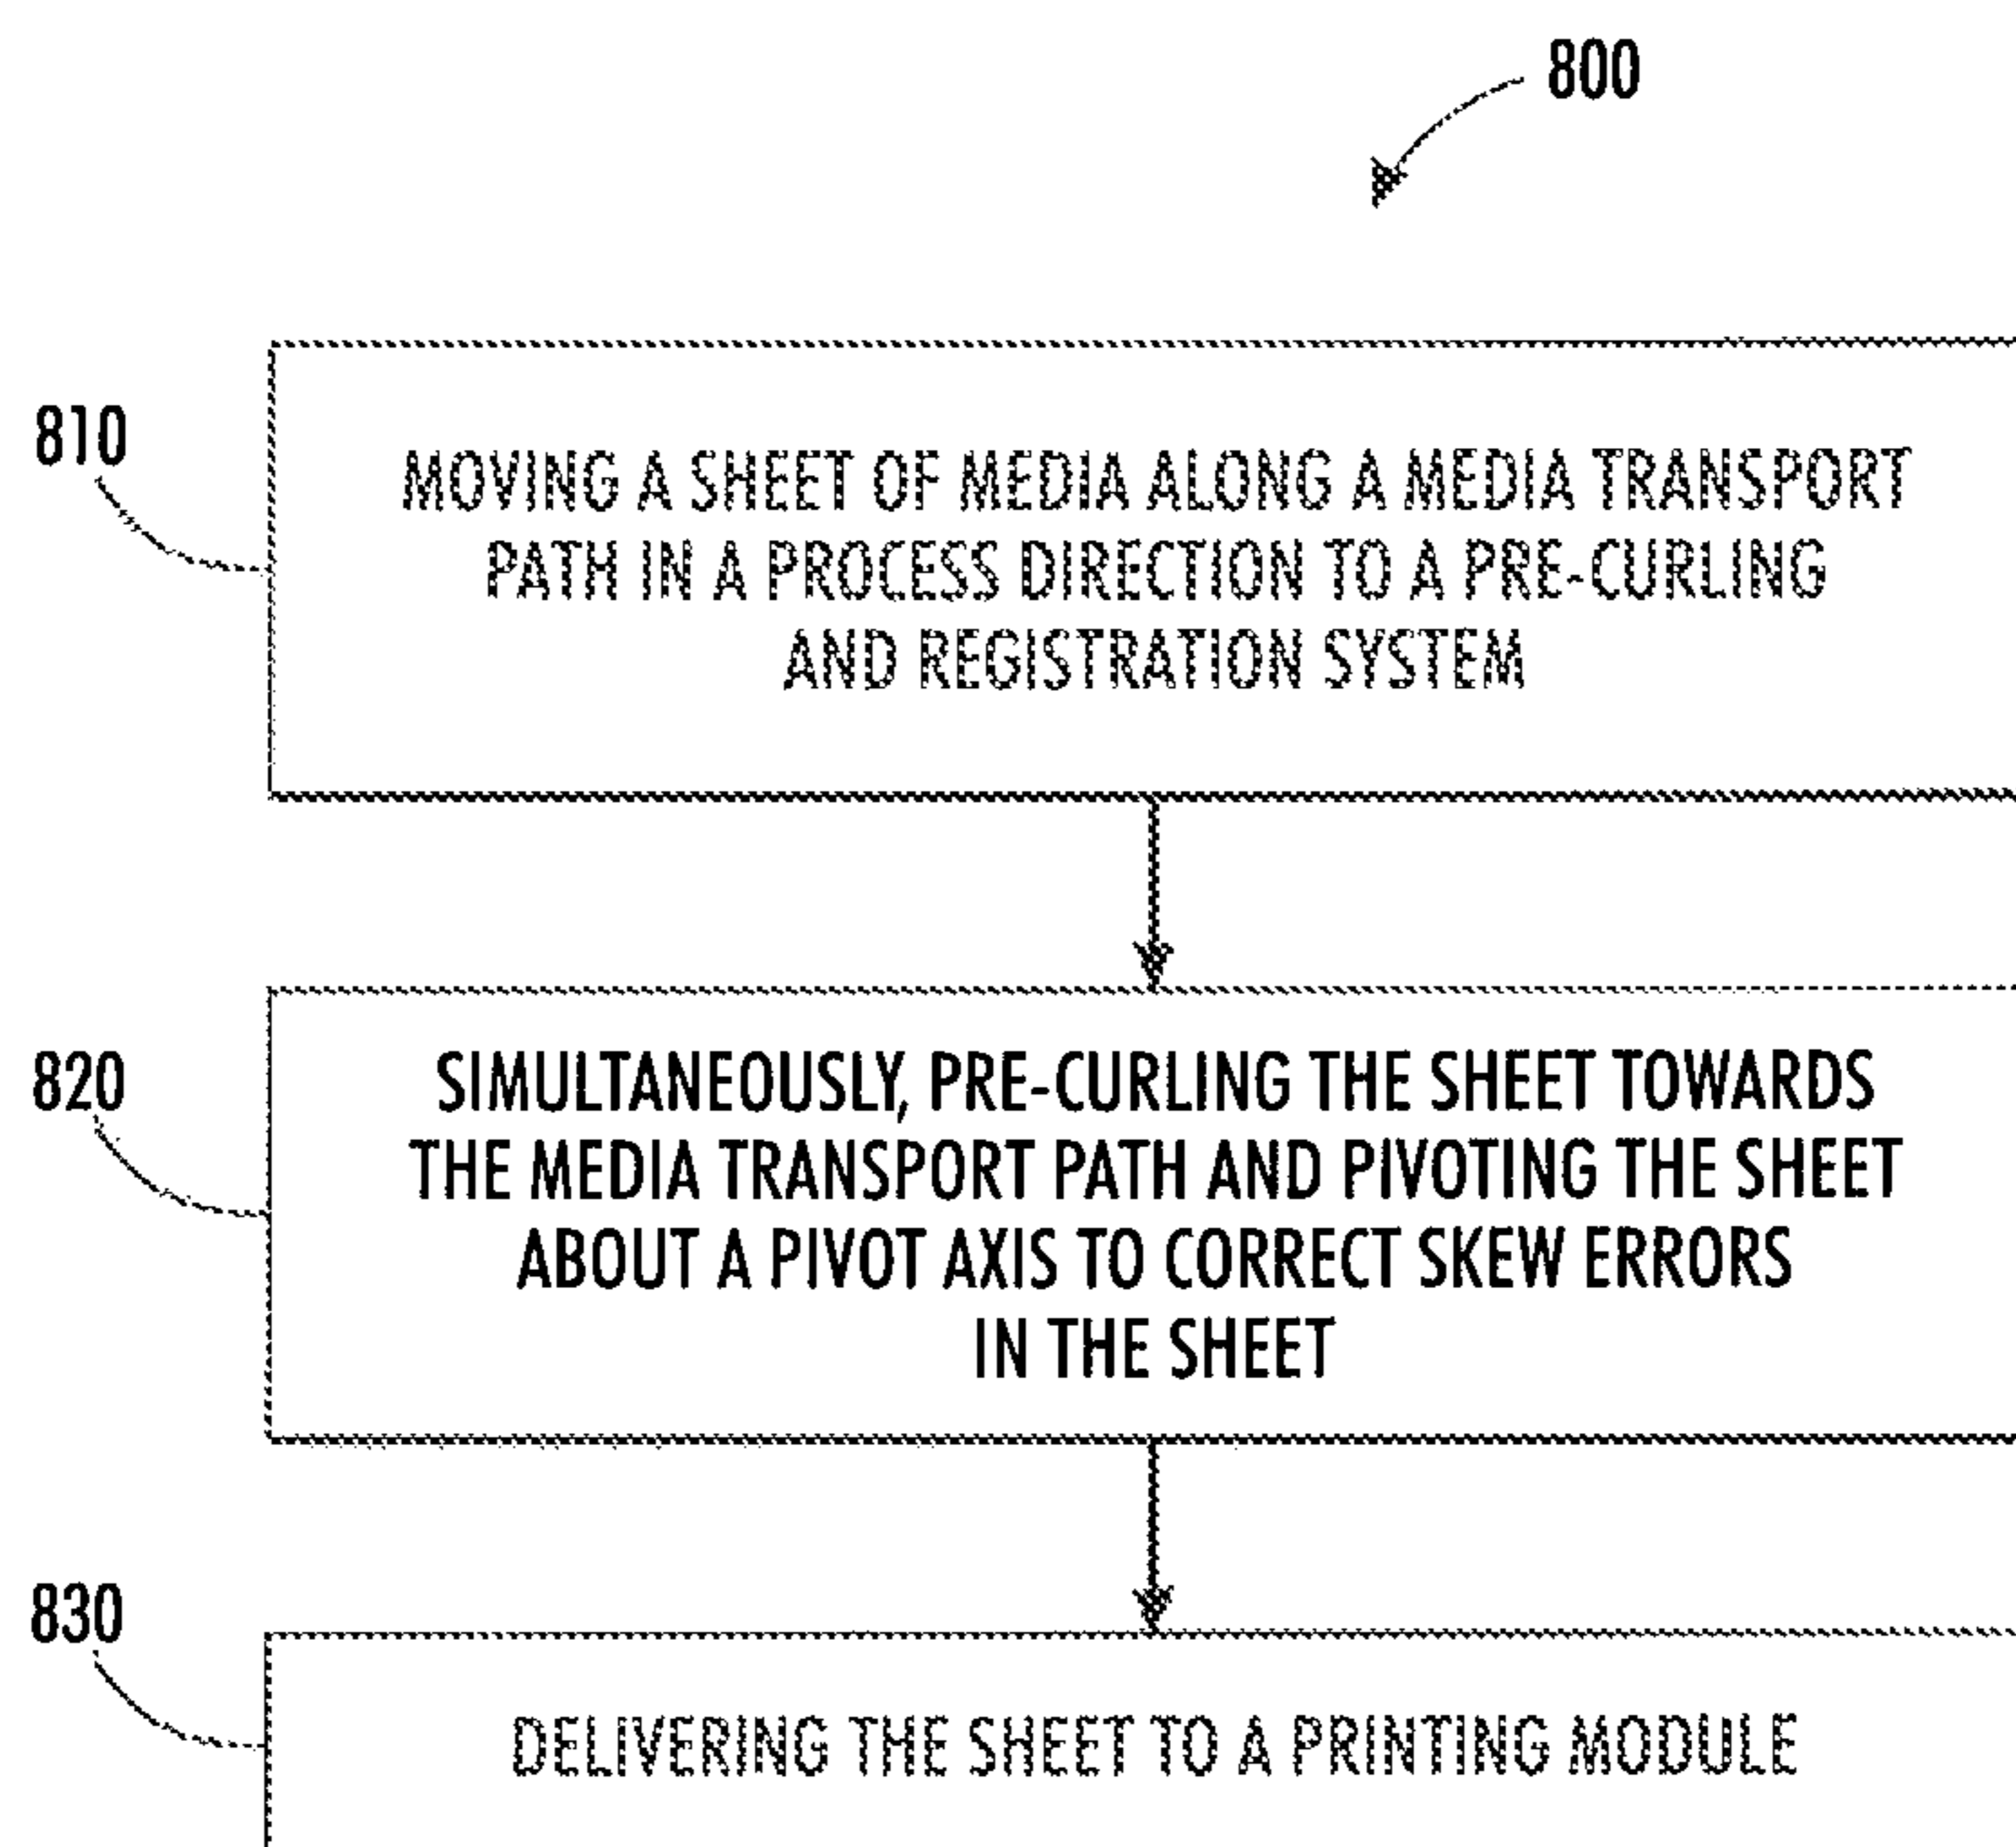 800
810
MOVING A SHEET OF MEDIA ALONG A MEDIA TRANSPORT
PATH IN A PROCESS DIRECTION TO A PRE-CURLING
AND REGISTRATION SYSTEM
820
SIMULTANEOUSLY, PRE-CURLING THE SHEET TOWARDS
THE MEDIA TRANSPORT PATH AND PIVOTING THE SHEET
ABOUT A PIVOT AXIS TO CORRECT SKEW ERRORS
IN THE SHEET
830
DELIVERING THE SHEET TO A PRINTING MODULE